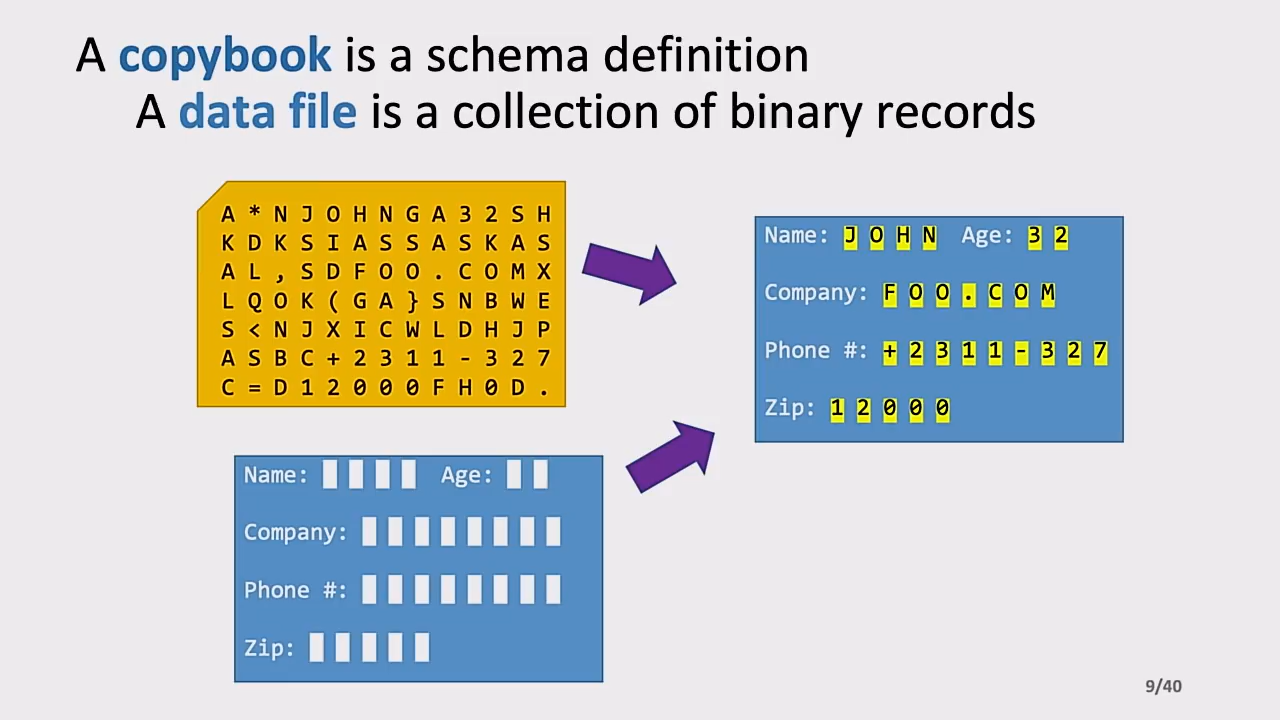 A copybook is a schema definition
A data file is a collection of binary records
A * N J O H N G A 3 2 S H
K D K S I A S S A S K A S
A L , S D F O O . C O M X
L Q O K ( G A } S N B W E
S < N J X I C W L D H J P
A S B C + 2 3 1 1 - 3 2 7
C = D 1 2 0 0 0 F H 0 D .
Name: Age:
Company:
Phone #:
Zip:
Name: J O H N Age: 3 2
Company: F O O . C O M
Phone #: + 2 3 1 1 - 3 2 7
Zip: 1 2 0 0 0
9/40